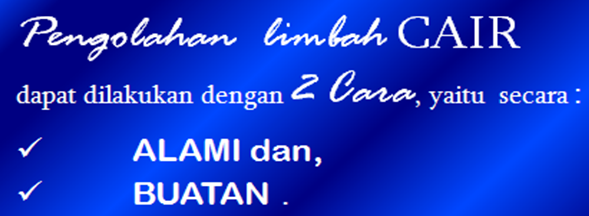 Pengolahan limbah CAIR
dapat dilakukan dengan 2 Cara, yaitu secara :
✓ ALAMI dan,
✓ BUATAN .